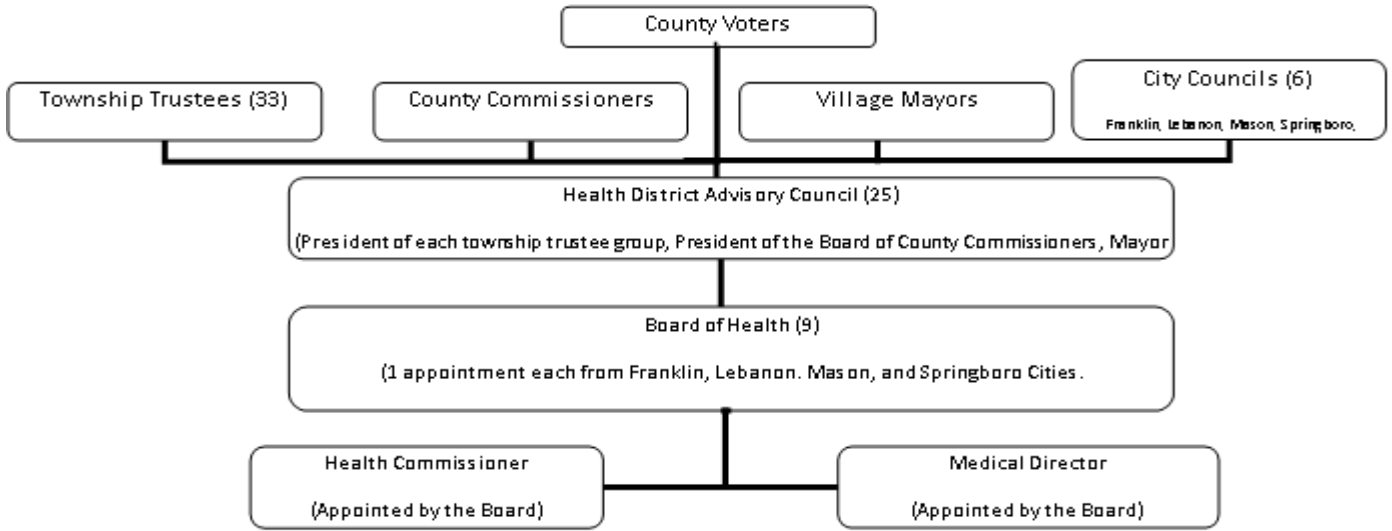 County Voters
Township Trustees (33)
County Commissioners
Village Mayors
City Councils (6)
Franklin, Lebanon, Mason, Springboro,
Health District Advisory Council (25)
(President of each township trustee group, President of the Board of County Commissioners, Mayor
Board of Health (9)
(1 appointment each from Franklin, Lebanon. Mason, and Springboro Cities.
Health Commissioner
(Appointed by the Board)
Medical Director
(Appointed by the Board)